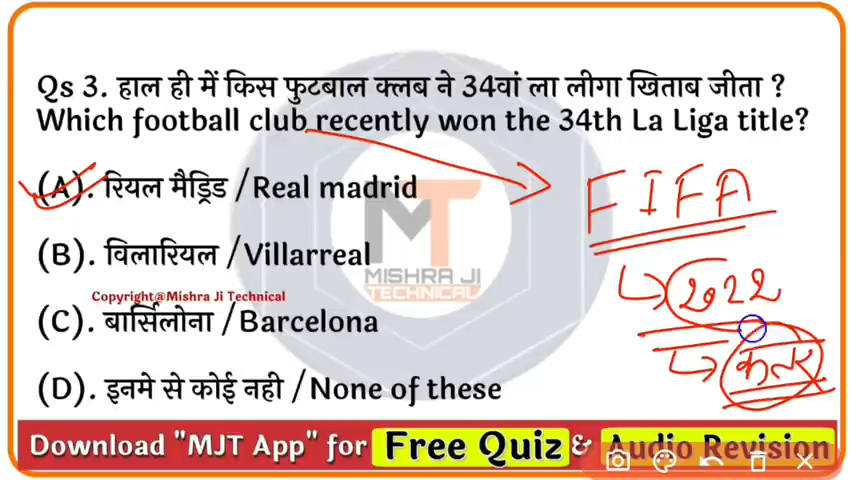 Qs 3. हाल ही में किस फुटबाल क्लब ने 34वां ला लीगा खिताब जीता ?
Which football club recently won the 34th La Liga title?
(A). रियल मैड्रिड / Real madrid
FIFA
(B). विलारियल / Villarreal
MISHRA JI
TECHNICAL
2022
Copyright@Mishra Ji Technical
(C). बार्सिलोना / Barcelona
कतर
(D). इनमे से कोई नही / None of these
Download "MJT App" for Free Quiz & Audio Revision